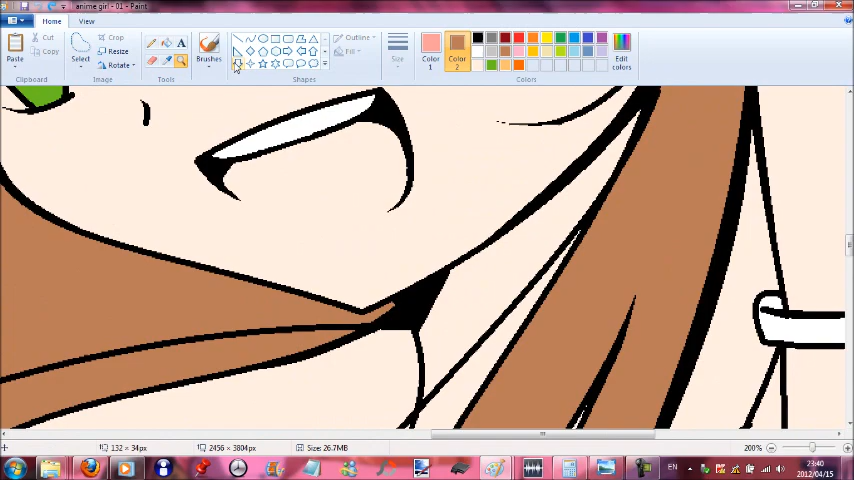 anime girl - 01 - Paint
Home View
Paste
Cut
Copy
Clipboard
Select
Crop
Resize
Rotate
Image
A
Tools
Brushes
Outline
Fill
Shapes
Size
Color 1
Color 2
Edit colors
Colors
132 × 34px
2456 × 3804px
Size: 26.7MB
200%
EN
23:40
2012/04/15